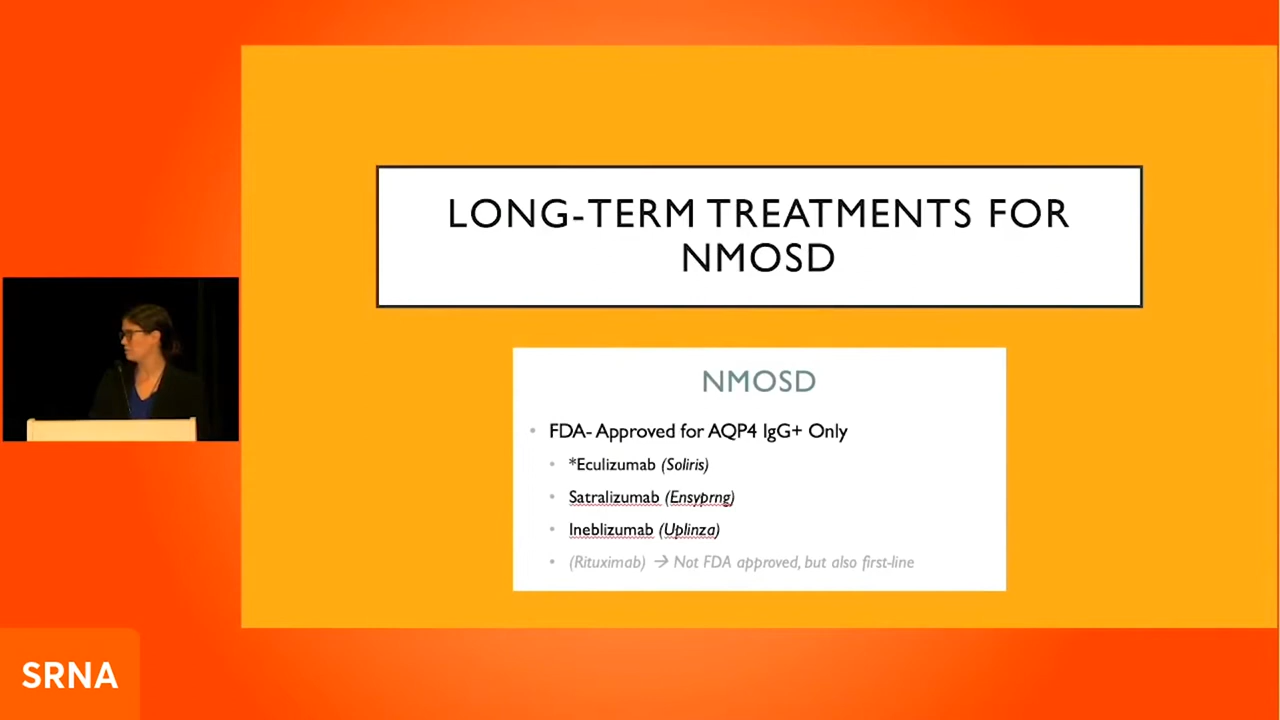 LONG-TERM TREATMENTS FOR
NMOSD
NMOSD
• FDA- Approved for AQP4 IgG+ Only
• *Eculizumab (Soliris)
• Satralizumab (Ensyprng)
• Ineblizumab (Uplinza)
• (Rituximab) → Not FDA approved, but also first-line
SRNA